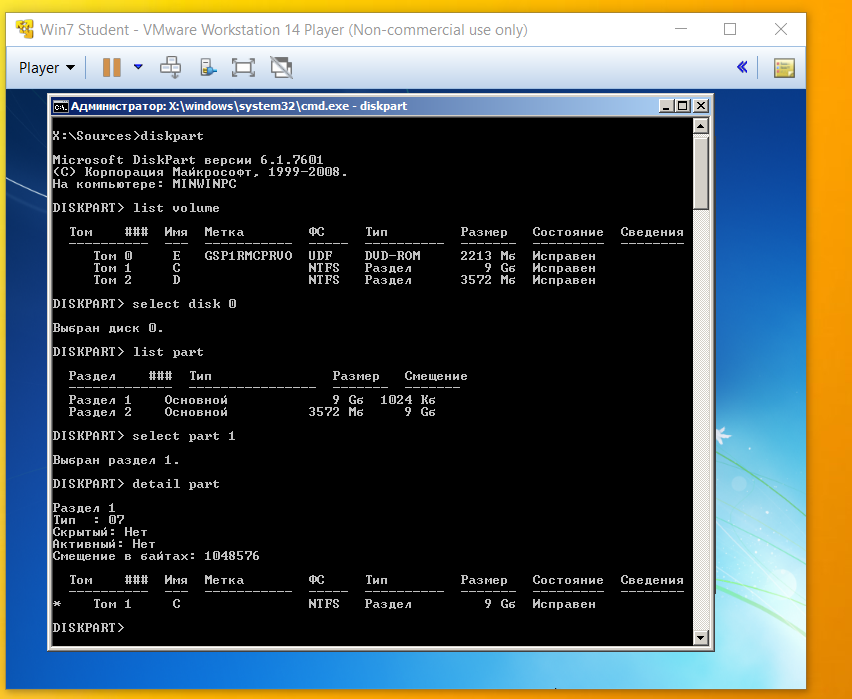 Win7 Student - VMware Workstation 14 Player (Non-commercial use only)
Player
Администратор: X:\windows\system32\cmd.exe - diskpart
X:\Sources>diskpart
Microsoft DiskPart версии 6.1.7601
(C) Корпорация Майкрософт, 1999-2008.
На компьютере: MINWINPC
DISKPART> list volume
Том ### Имя Метка ФС Тип Размер Состояние Сведения
Том 0 E GSP1RMCPRVO UDF DVD-ROM 2213 Мб Исправен
Том 1 C NTFS Раздел 9 Gб Исправен
Том 2 D NTFS Раздел 3572 Мб Исправен
DISKPART> select disk 0
Выбран диск 0.
DISKPART> list part
Раздел ### Тип Размер Смещение
Раздел 1 Основной 9 Gб 1024 Кб
Раздел 2 Основной 3572 Мб 9 Gб
DISKPART> select part 1
Выбран раздел 1.
DISKPART> detail part
Раздел 1
Тип : 07
Скрытый: Нет
Активный: Нет
Смещение в байтах: 1048576
Том ### Имя Метка ФС Тип Размер Состояние Сведения
* Том 1 C NTFS Раздел 9 Gб Исправен
DISKPART>